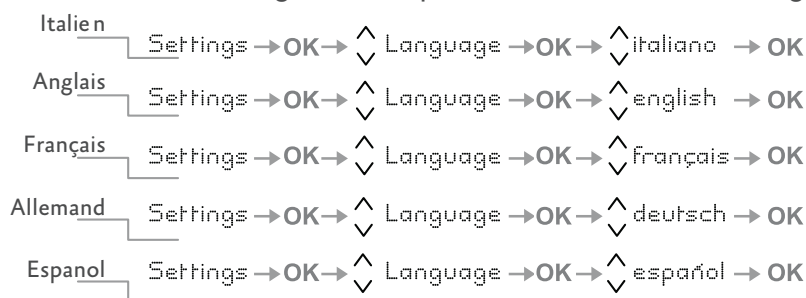 Italien
Settings → OK → Language → OK → italiano → OK
Anglais
Settings → OK → Language → OK → english → OK
Français
Settings → OK → Language → OK → français → OK
Allemand
Settings → OK → Language → OK → deutsch → OK
Espanol
Settings → OK → Language → OK → español → OK